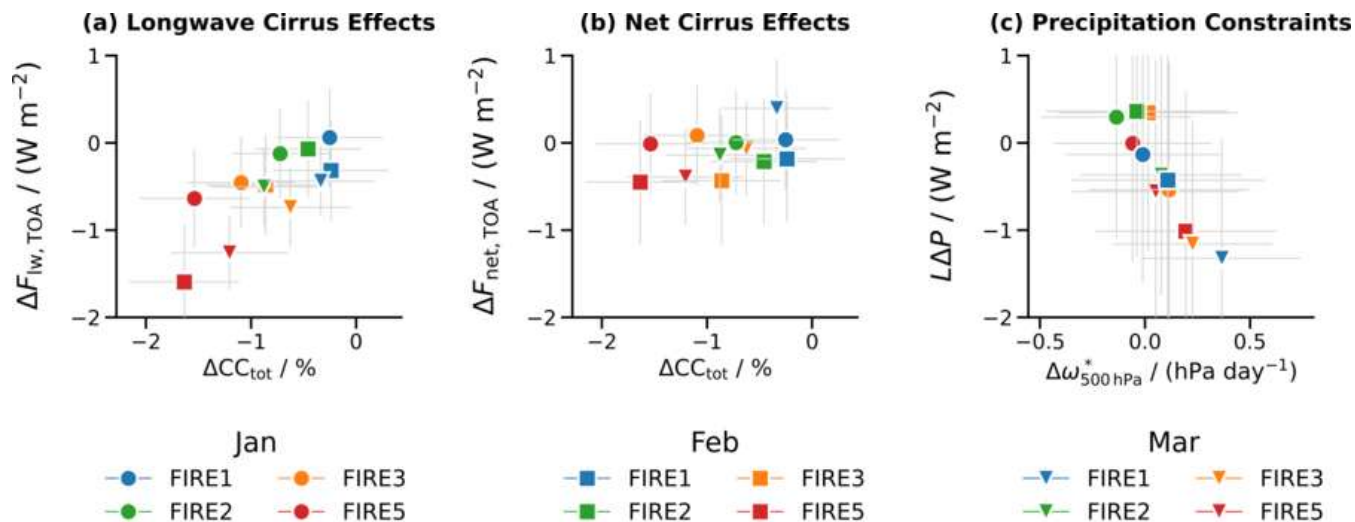 (a) Longwave Cirrus Effects
(b) Net Cirrus Effects
(c) Precipitation Constraints
ΔF_lw, TOA / (W m⁻²)
1
0
−1
−2
−2
−1
0
ΔCC_tot / %
ΔF_net, TOA / (W m⁻²)
1
0
−1
−2
−2
−1
0
ΔCC_tot / %
LΔP / (W m⁻²)
1
0
−1
−2
−0.5
0.0
0.5
Δω*_500 hPa / (hPa day⁻¹)
Jan
FIRE1 FIRE3
FIRE2 FIRE5
Feb
FIRE1 FIRE3
FIRE2 FIRE5
Mar
FIRE1 FIRE3
FIRE2 FIRE5